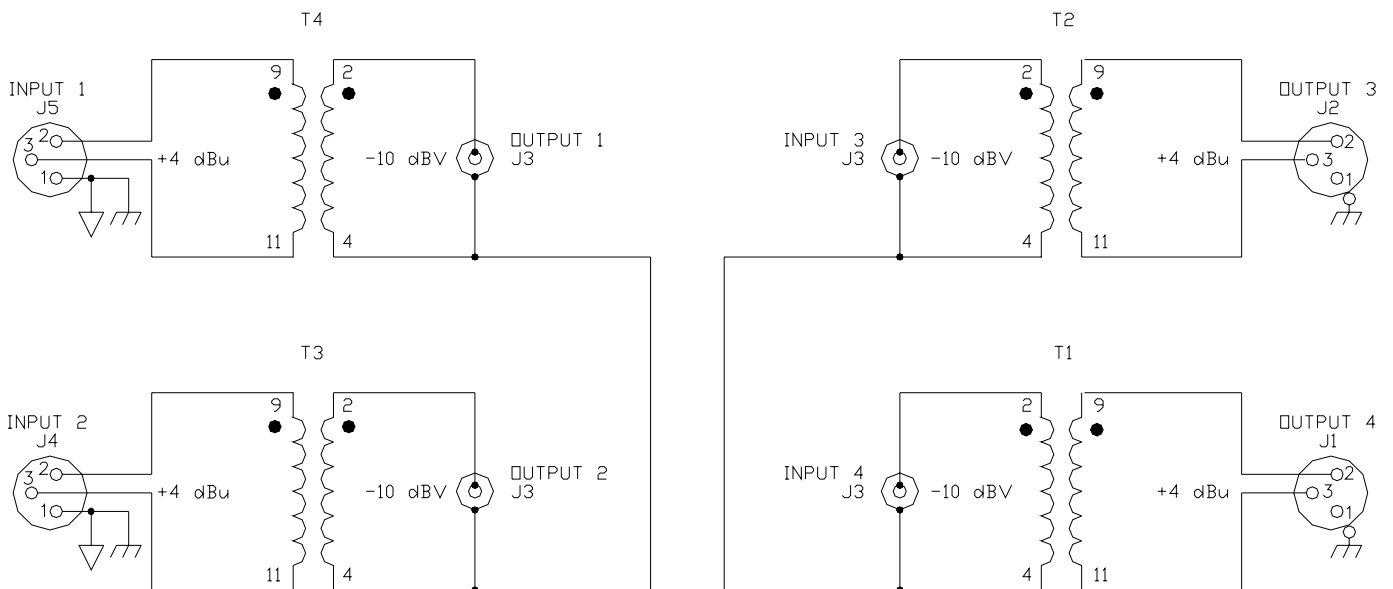 T4
9
2
INPUT 1
J5
2
3
1
+4 dBu
-10 dBV
OUTPUT 1
J3
11
4
T2
2
9
INPUT 3
J3
-10 dBV
+4 dBu
OUTPUT 3
J2
2
3
1
4
11
T3
9
2
INPUT 2
J4
2
3
1
+4 dBu
-10 dBV
OUTPUT 2
J3
11
4
T1
2
9
INPUT 4
J3
-10 dBV
+4 dBu
OUTPUT 4
J1
2
3
1
4
11